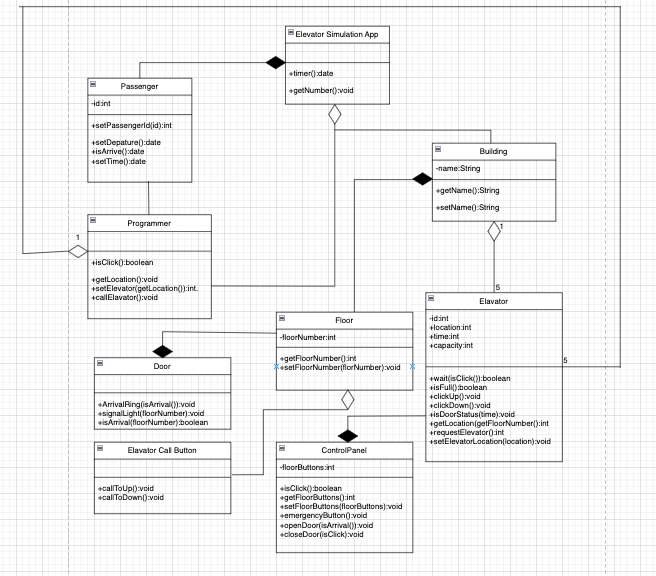 Elevator Simulation App
+timer():date
+getNumber():void
Passenger
-id:int
+setPassengerId(id):int
+setDepature():date
+isArrive():date
+setTime():date
Building
-name:String
+getName():String
+setName():String
1
5
Programmer
1
+isClick():boolean
+getLocation():void
+setElevator(getLocation()):int.
+callElavator():void
Elavator
-id:int
+location:int
+time:int
+capacity:int
5
+wait(isClick()):boolean
+isFull():boolean
+clickUp():void
+clickDown():void
+isDoorStatus(time):void
+getLocation(getFloorNumber():int
+requestElevator():int
+setElevatorLocation(location):void
Floor
-floorNumber:int
+getFloorNumber():int
+setFloorNumber(florNumber):void
Door
+ArrivalRing(isArrival()):void
+signalLight(floorNumber):void
+isArrival(floorNumber):boolean
Elavator Call Button
+callToUp():void
+callToDown():void
ControlPanel
-floorButtons:int
+isClick():boolean
+getFloorButtons():int
+setFloorButtons(floorButtons):void
+emergencyButton():void
+openDoor(isArrival()):void
+closeDoor(isClick):void